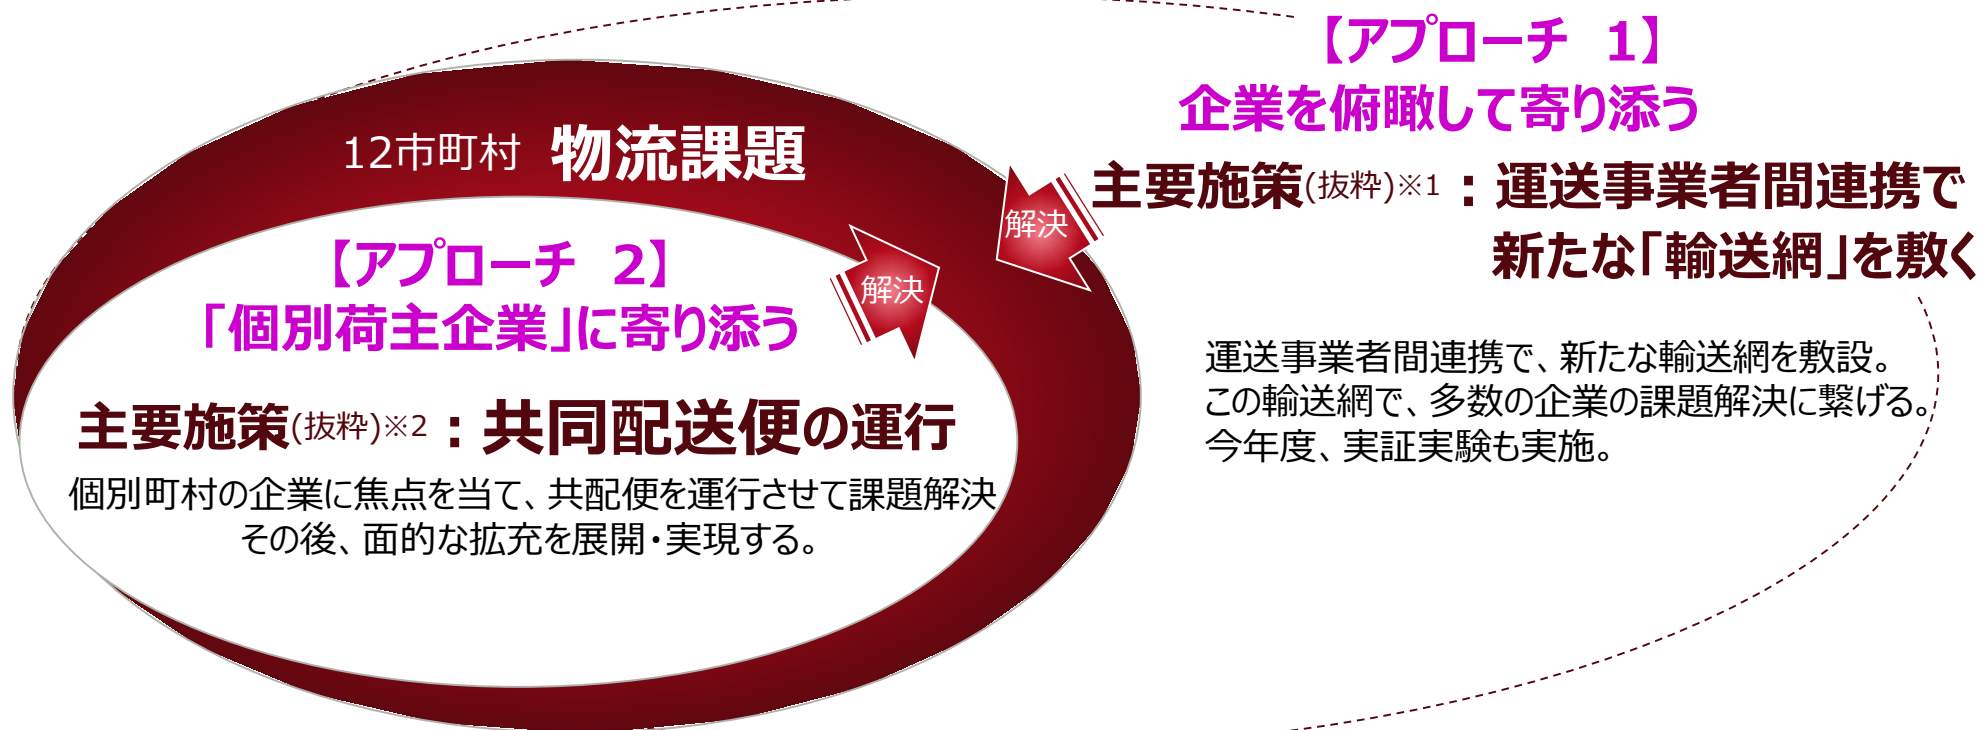 【アプローチ　1】
企業を俯瞰して寄り添う
主要施策(抜粋)※1：運送事業者間連携で
新たな「輸送網」を敷く
運送事業者間連携で、新たな輸送網を敷設。
この輸送網で、多数の企業の課題解決に繋げる。
今年度、実証実験も実施。
解決
12市町村 物流課題
解決
【アプローチ　2】
「個別荷主企業」に寄り添う
主要施策(抜粋)※2：共同配送便の運行
個別町村の企業に焦点を当て、共配便を運行させて課題解決
その後、面的な拡充を展開・実現する。